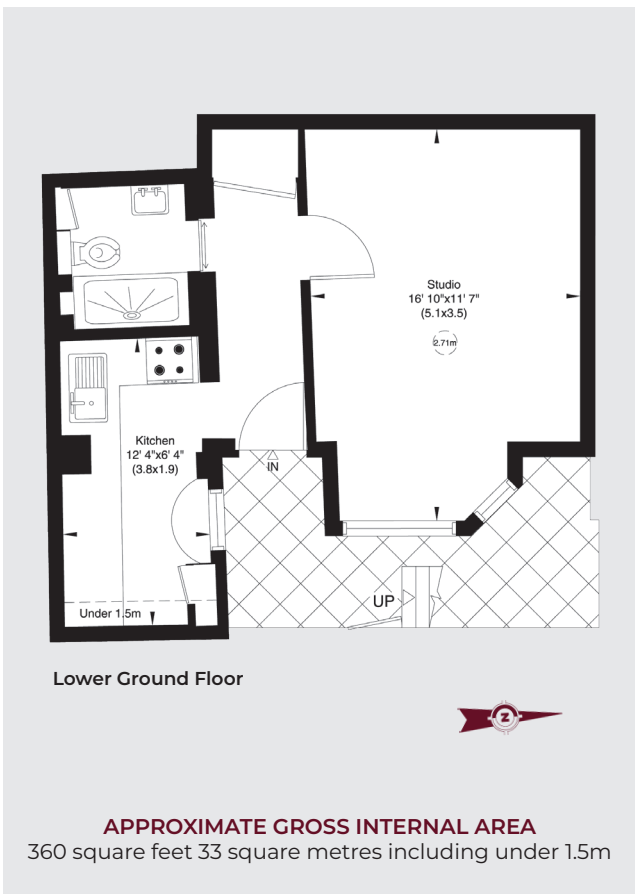 Studio
16' 10"x11' 7"
(5.1x3.5)
2.71m
Kitchen
12' 4"x6' 4"
(3.8x1.9)
IN
UP
Under 1.5m
Lower Ground Floor
Z
APPROXIMATE GROSS INTERNAL AREA
360 square feet 33 square metres including under 1.5m